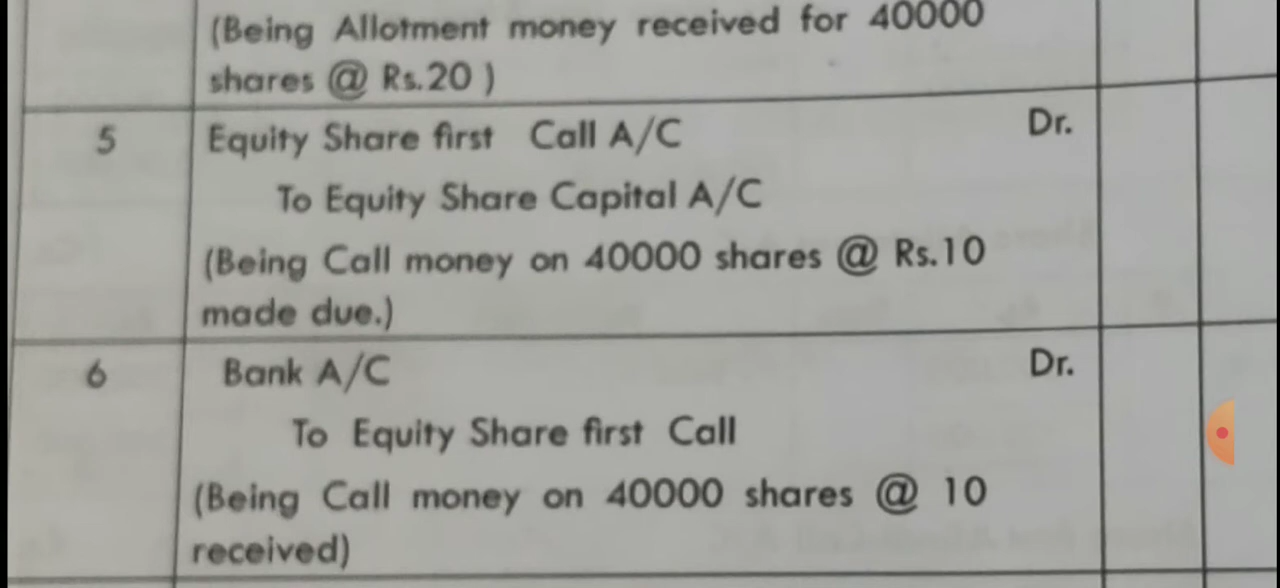 (Being Allotment money received for 40000
shares @ Rs.20 )
5 Equity Share first Call A/C Dr.
To Equity Share Capital A/C
(Being Call money on 40000 shares @ Rs.10
made due.)
6 Bank A/C Dr.
To Equity Share first Call
(Being Call money on 40000 shares @ 10
received)